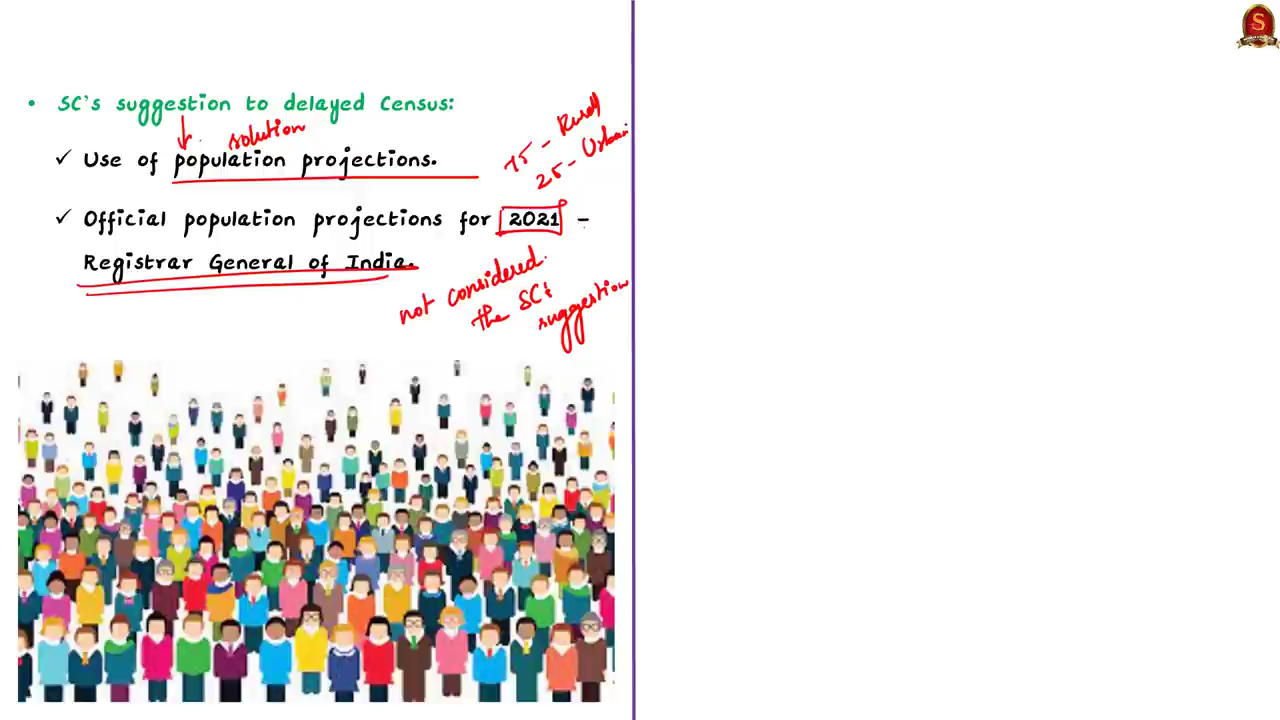 • SC's suggestion to delayed Census:
solution
✓ Use of population projections.
75 - Rural
25 - Urban
✓ Official population projections for 2021 -
Registrar General of India.
not considered.
the SC's
suggestion
S